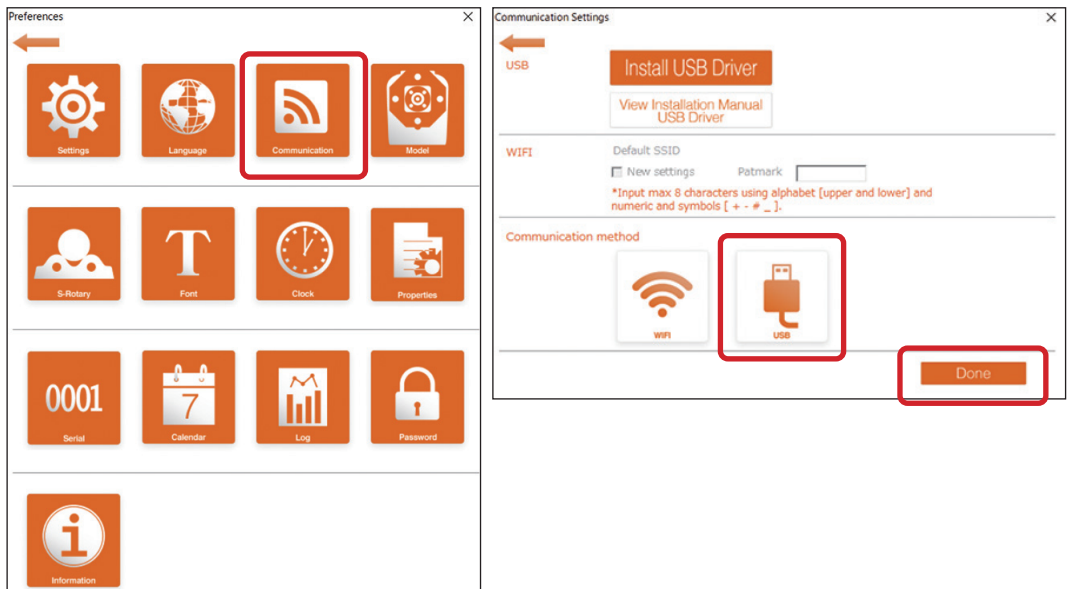 Preferences
Settings
Language
Communication
Model
S-Rotary
T
Font
Clock
Properties
0001
Serial
7
Calendar
Log
Password
i
Information
Communication Settings
USB
Install USB Driver
View Installation Manual
USB Driver
WIFI
Default SSID
New settings
Patmark
*Input max 8 characters using alphabet [upper and lower] and
numeric and symbols [ + - # _ ].
Communication method
WIFI
USB
Done